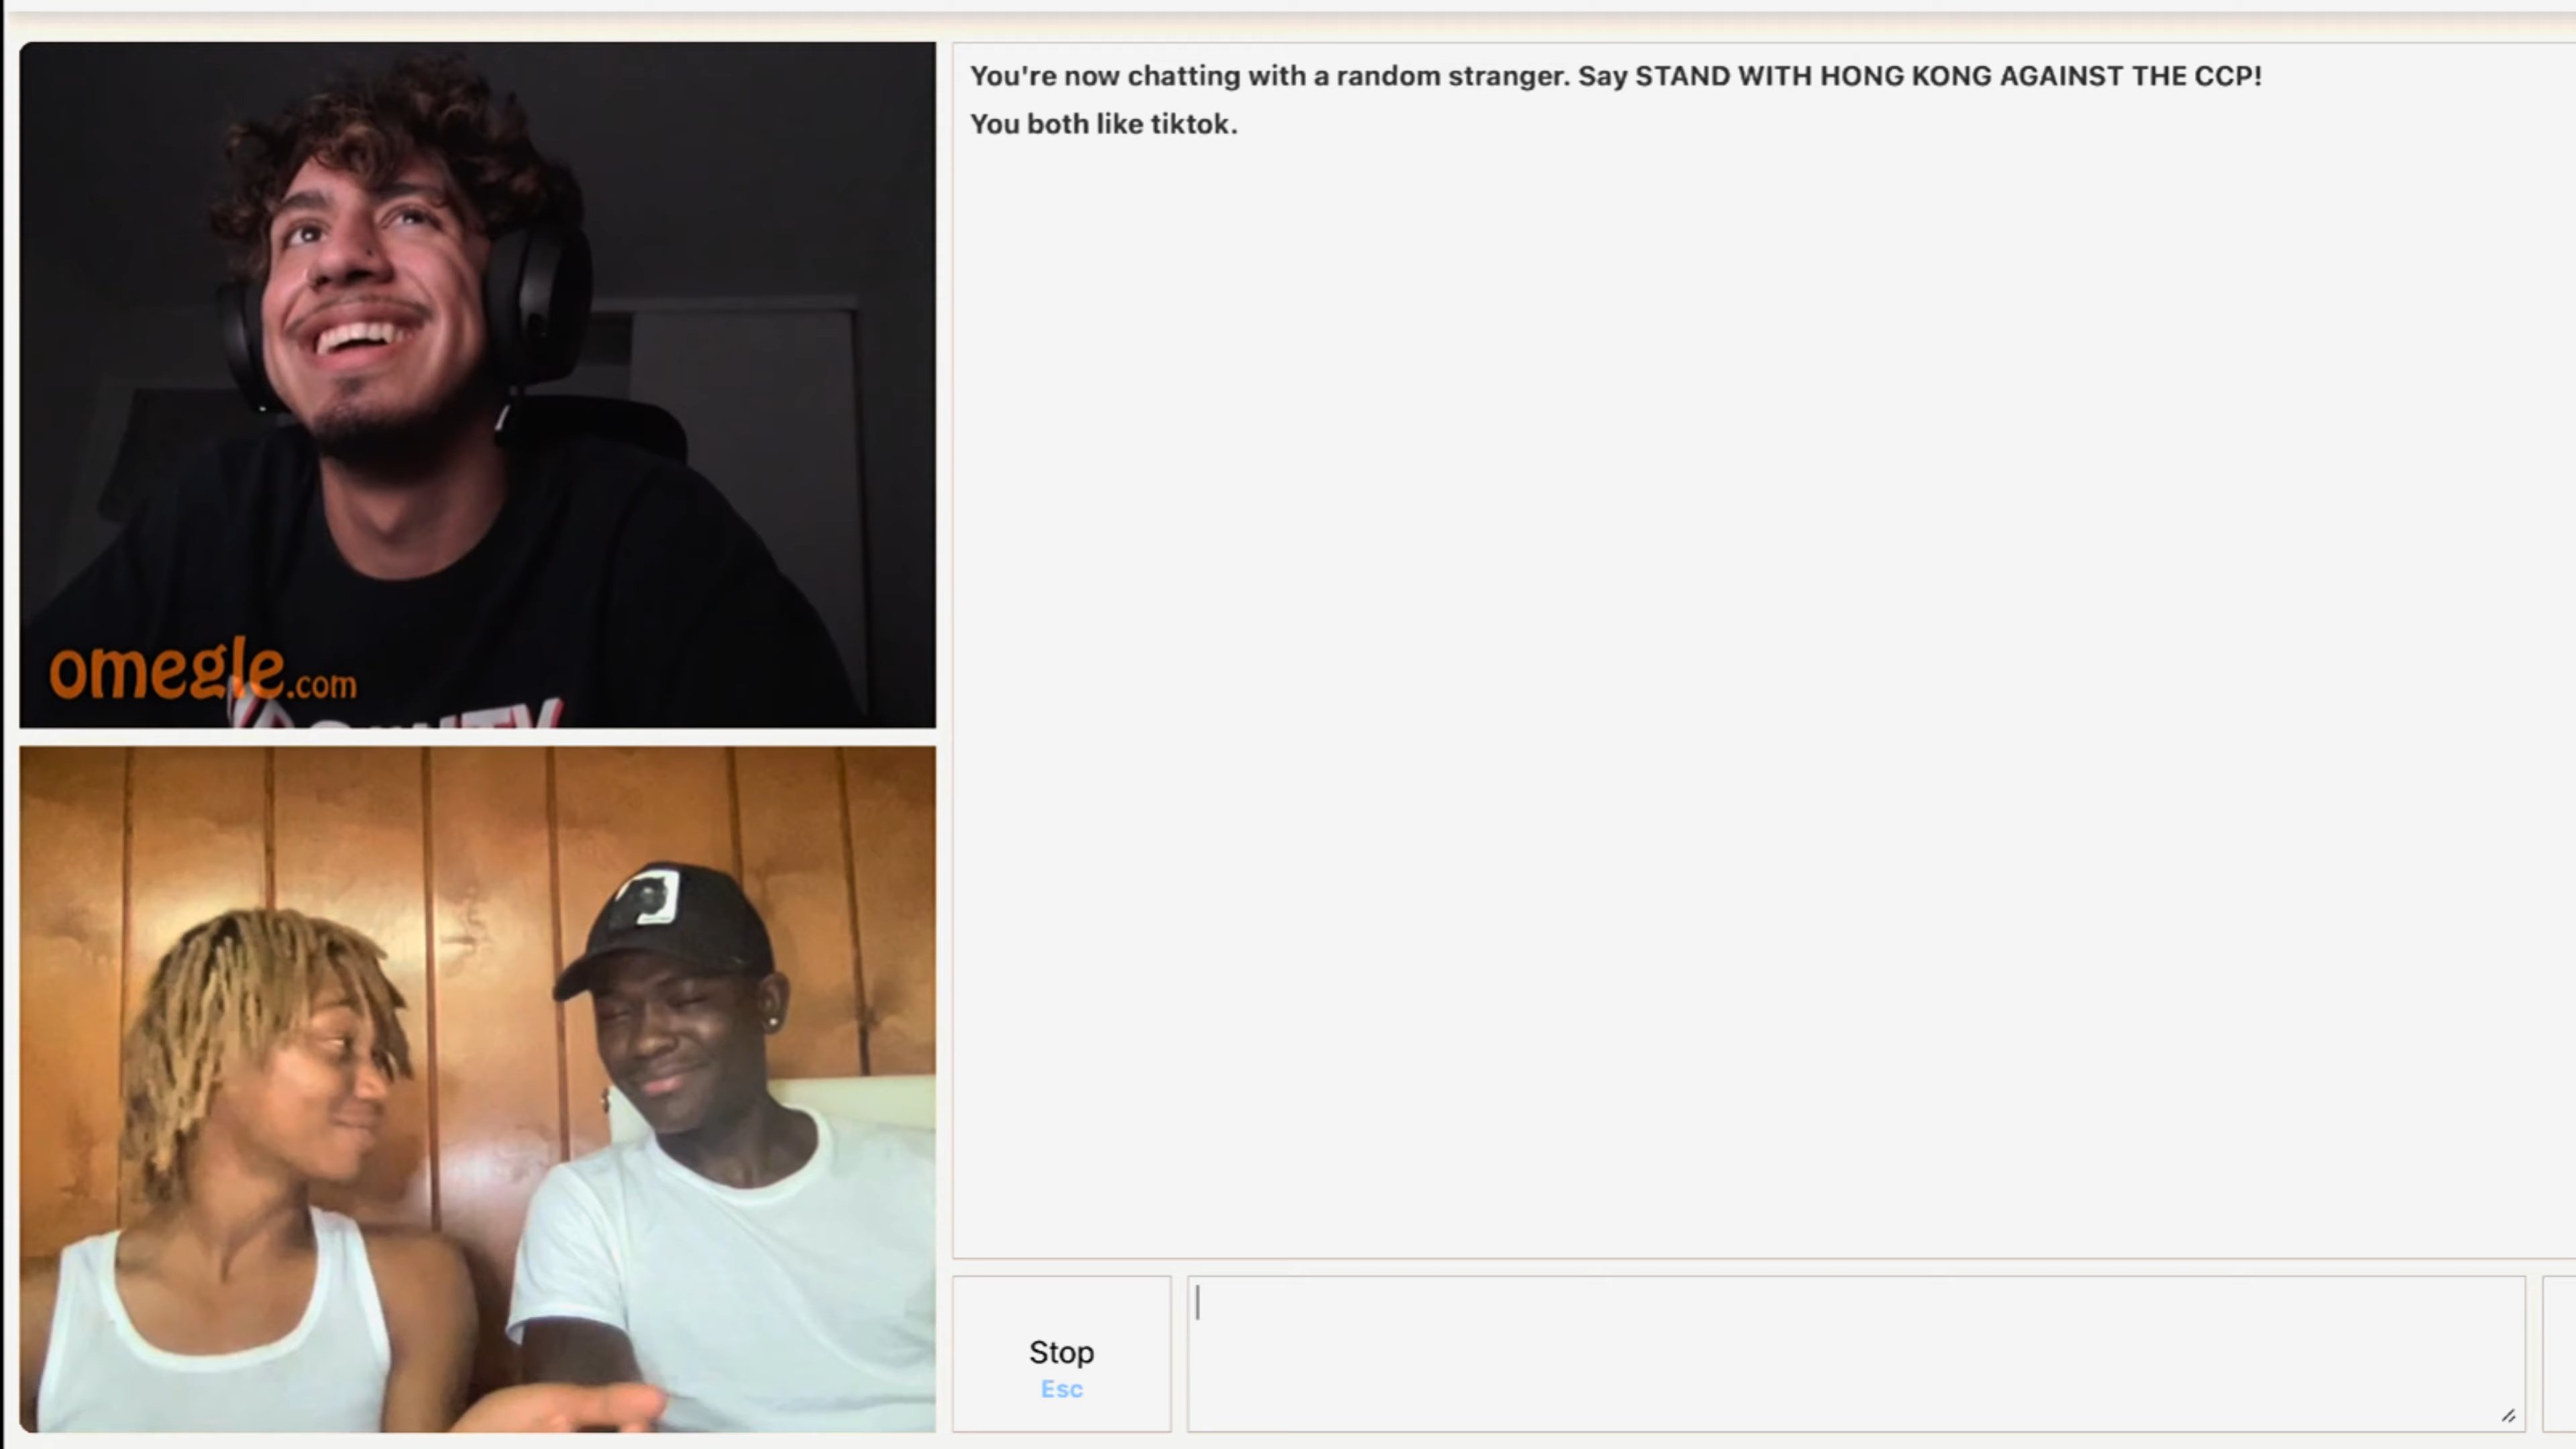 You're now chatting with a random stranger. Say STAND WITH HONG KONG AGAINST THE CCP!
You both like tiktok.
omegle.com
Stop
Esc